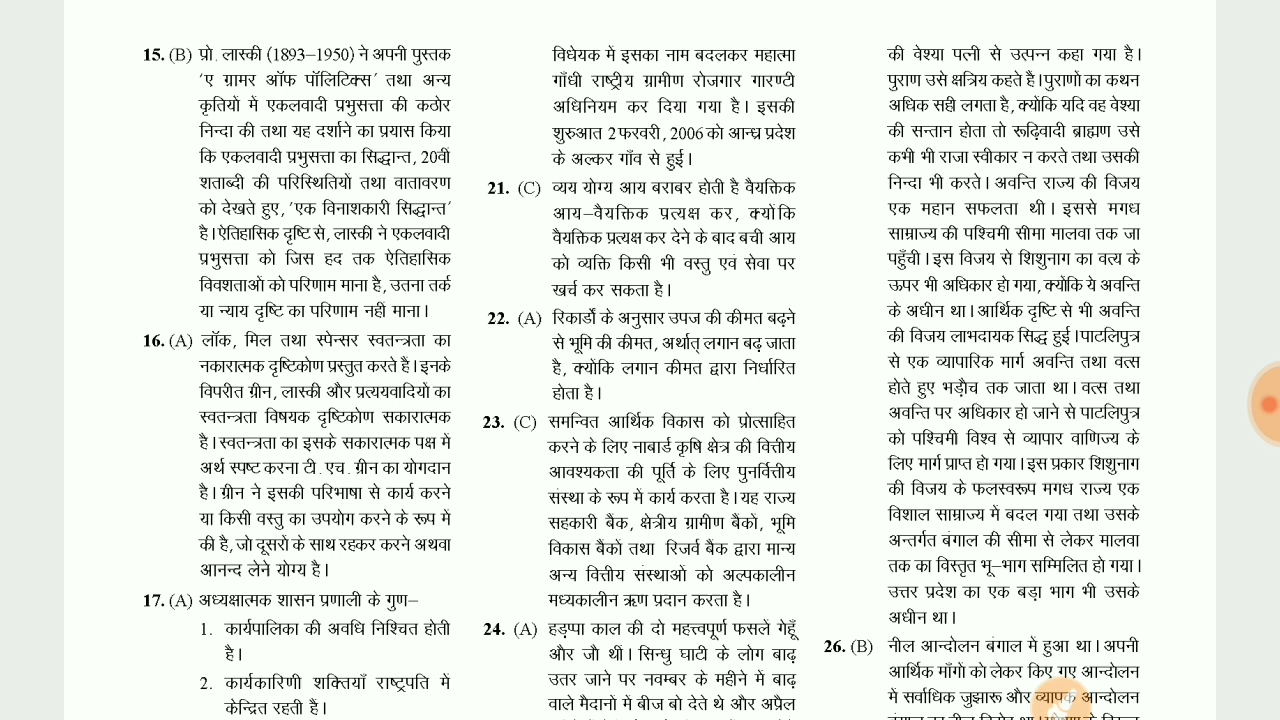 15. (B) प्रो. लास्की (1893–1950) ने अपनी पुस्तक
'ए ग्रामर ऑफ पॉलिटिक्स' तथा अन्य
कृतियों में एकलवादी प्रभुसत्ता की कठोर
निन्दा की तथा यह दर्शाने का प्रयास किया
कि एकलवादी प्रभुसत्ता का सिद्धान्त, 20वीं
शताब्दी की परिस्थितियों तथा वातावरण
को देखते हुए, 'एक विनाशकारी सिद्धान्त'
है। ऐतिहासिक दृष्टि से, लास्की ने एकलवादी
प्रभुसत्ता को जिस हद तक ऐतिहासिक
विवशताओं को परिणाम माना है, उतना तर्क
या न्याय दृष्टि का परिणाम नहीं माना।
16. (A) लॉक, मिल तथा स्पेन्सर स्वतन्त्रता का
नकारात्मक दृष्टिकोण प्रस्तुत करते हैं। इनके
विपरीत ग्रीन, लास्की और प्रत्ययवादियों का
स्वतन्त्रता विषयक दृष्टिकोण सकारात्मक
है। स्वतन्त्रता का इसके सकारात्मक पक्ष में
अर्थ स्पष्ट करना टी. एच. ग्रीन का योगदान
है। ग्रीन ने इसकी परिभाषा से कार्य करने
या किसी वस्तु का उपयोग करने के रूप में
की है, जो दूसरों के साथ रहकर करने अथवा
आनन्द लेने योग्य है।
17. (A) अध्यक्षात्मक शासन प्रणाली के गुण–
1. कार्यपालिका की अवधि निश्चित होती
है।
2. कार्यकारिणी शक्तियाँ राष्ट्रपति में
केन्द्रित रहती हैं।
विधेयक में इसका नाम बदलकर महात्मा
गाँधी राष्ट्रीय ग्रामीण रोजगार गारण्टी
अधिनियम कर दिया गया है। इसकी
शुरुआत 2 फरवरी, 2006 को आन्ध्र प्रदेश
के अल्कर गाँव से हुई।
21. (C) व्यय योग्य आय बराबर होती है वैयक्तिक
आय–वैयक्तिक प्रत्यक्ष कर, क्योंकि
वैयक्तिक प्रत्यक्ष कर देने के बाद बची आय
को व्यक्ति किसी भी वस्तु एवं सेवा पर
खर्च कर सकता है।
22. (A) रिकार्डों के अनुसार उपज की कीमत बढ़ने
से भूमि की कीमत, अर्थात् लगान बढ़ जाता
है, क्योंकि लगान कीमत द्वारा निर्धारित
होता है।
23. (C) समन्वित आर्थिक विकास को प्रोत्साहित
करने के लिए नाबार्ड कृषि क्षेत्र की वित्तीय
आवश्यकता की पूर्ति के लिए पुनर्वित्तीय
संस्था के रूप में कार्य करता है। यह राज्य
सहकारी बैंक, क्षेत्रीय ग्रामीण बैंकों, भूमि
विकास बैंकों तथा रिजर्व बैंक द्वारा मान्य
अन्य वित्तीय संस्थाओं को अल्पकालीन
मध्यकालीन ऋण प्रदान करता है।
24. (A) हड़प्पा काल की दो महत्त्वपूर्ण फसलें गेहूँ
और जौ थीं। सिन्धु घाटी के लोग बाढ़
उतर जाने पर नवम्बर के महीने में बाढ़
वाले मैदानों में बीज बो देते थे और अप्रैल
की वेश्या पत्नी से उत्पन्न कहा गया है।
पुराण उसे क्षत्रिय कहते हैं। पुराणों का कथन
अधिक सही लगता है, क्योंकि यदि वह वेश्या
की सन्तान होता तो रूढ़िवादी ब्राह्मण उसे
कभी भी राजा स्वीकार न करते तथा उसकी
निन्दा भी करते। अवन्ति राज्य की विजय
एक महान सफलता थी। इससे मगध
साम्राज्य की पश्चिमी सीमा मालवा तक जा
पहुँची। इस विजय से शिशुनाग का वत्य के
ऊपर भी अधिकार हो गया, क्योंकि ये अवन्ति
के अधीन था। आर्थिक दृष्टि से भी अवन्ति
की विजय लाभदायक सिद्ध हुई। पाटलिपुत्र
से एक व्यापारिक मार्ग अवन्ति तथा वत्स
होते हुए भड़ौच तक जाता था। वत्स तथा
अवन्ति पर अधिकार हो जाने से पाटलिपुत्र
को पश्चिमी विश्व से व्यापार वाणिज्य के
लिए मार्ग प्राप्त हो गया। इस प्रकार शिशुनाग
की विजय के फलस्वरूप मगध राज्य एक
विशाल साम्राज्य में बदल गया तथा उसके
अन्तर्गत बंगाल की सीमा से लेकर मालवा
तक का विस्तृत भू–भाग सम्मिलित हो गया।
उत्तर प्रदेश का एक बड़ा भाग भी उसके
अधीन था।
26. (B) नील आन्दोलन बंगाल में हुआ था। अपनी
आर्थिक माँगों को लेकर किए गए आन्दोलन
में सर्वाधिक जुझारू और व्यापक आन्दोलन